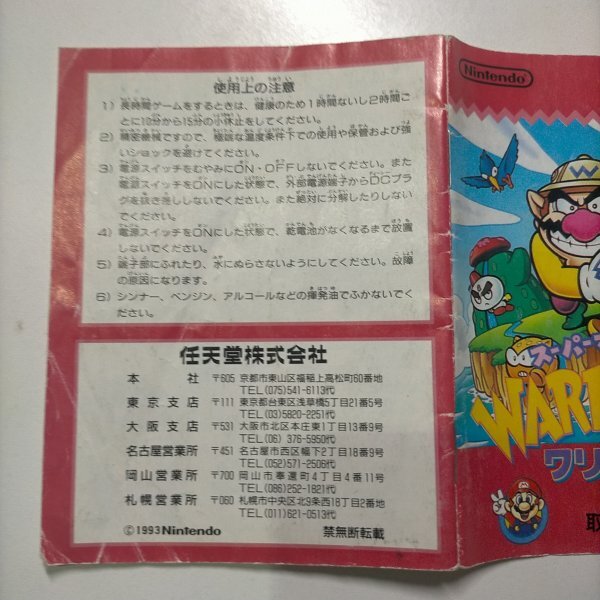 使用上の注意
1）長時間ゲームをするときは、健康のため1時間ないし2時間ご
とに10分から15分の小休止をしてください。
2）精密機械ですので、極端な温度条件下での使用や保管および強
いショックを避けてください。
3）電源スイッチをむやみにON・OFFしないでください。また
電源スイッチをONにした状態で、外部電源端子からDCプラ
グを抜き差ししないでください。また絶対に分解したりしない
でください。
4）電源スイッチをONにした状態で、乾電池がなくなるまで放置
しないでください。
5）端子部にふれたり、水にぬらさないようにしてください。故障
の原因になります。
6）シンナー、ベンジン、アルコールなどの揮発油でふかないでく
ださい。
任天堂株式会社
本社 〒605 京都市東山区福稲上高松町60番地
TEL(075)541-6113代
東京支店 〒111 東京都台東区浅草橋5丁目21番5号
TEL(03)5820-2251代
大阪支店 〒531 大阪市北区本庄東1丁目13番9号
TEL(06) 376-5950代
名古屋営業所 〒451 名古屋市西区幅下2丁目18番9号
TEL(052)571-2506代
岡山営業所 〒700 岡山市奉還町4丁目4番11号
TEL(086)252-1821代
札幌営業所 〒060 札幌市中央区北9条西18丁目2番地
TEL(011)621-0513代
©1993 Nintendo 禁無断転載
Nintendo
W
スーパー
WAR
ワリ
取